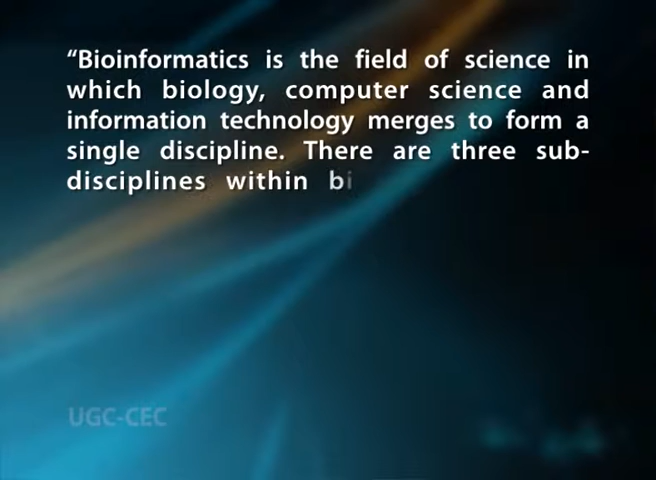 “Bioinformatics is the field of science in
which biology, computer science and
information technology merges to form a
single discipline. There are three sub-
disciplines within bi
UGC-CEC